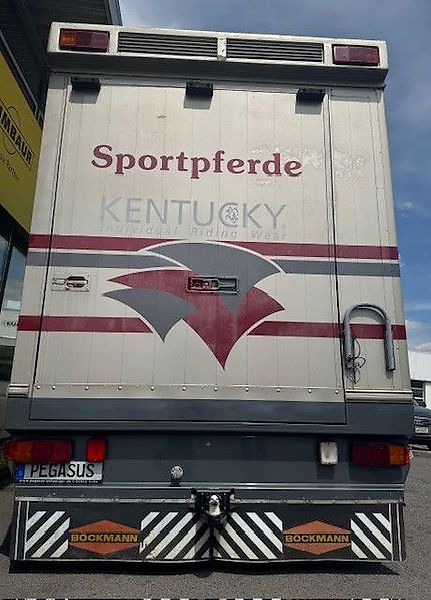 Sportpferde
KENTUCKY®
Individual Riding Wear
PEGASUS
BÖCKMANN
BÖCKMANN